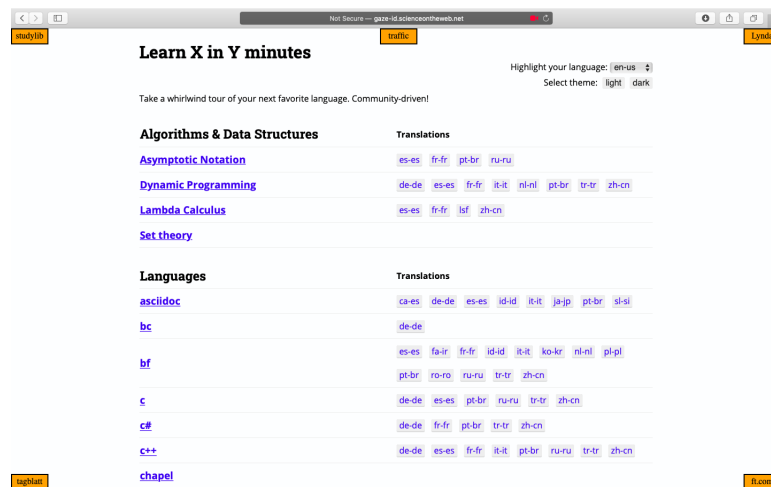 Not Secure — gaze-id.scienceontheweb.net
studylib traffic Lynda
Learn X in Y minutes
Highlight your language: en-us
Select theme: light dark
Take a whirlwind tour of your next favorite language. Community-driven!
Algorithms & Data Structures Translations
Asymptotic Notation es-es fr-fr pt-br ru-ru
Dynamic Programming de-de es-es fr-fr it-it nl-nl pt-br tr-tr zh-cn
Lambda Calculus es-es fr-fr lsf zh-cn
Set theory
Languages Translations
asciidoc ca-es de-de es-es id-id it-it ja-jp pt-br sl-si
bc de-de
bf es-es fa-ir fr-fr id-id it-it ko-kr nl-nl pl-pl
pt-br ro-ro ru-ru tr-tr zh-cn
c de-de es-es pt-br ru-ru tr-tr zh-cn
c# de-de fr-fr pt-br tr-tr zh-cn
c++ de-de es-es fr-fr it-it pt-br ru-ru tr-tr zh-cn
chapel
tagblatt ft.com